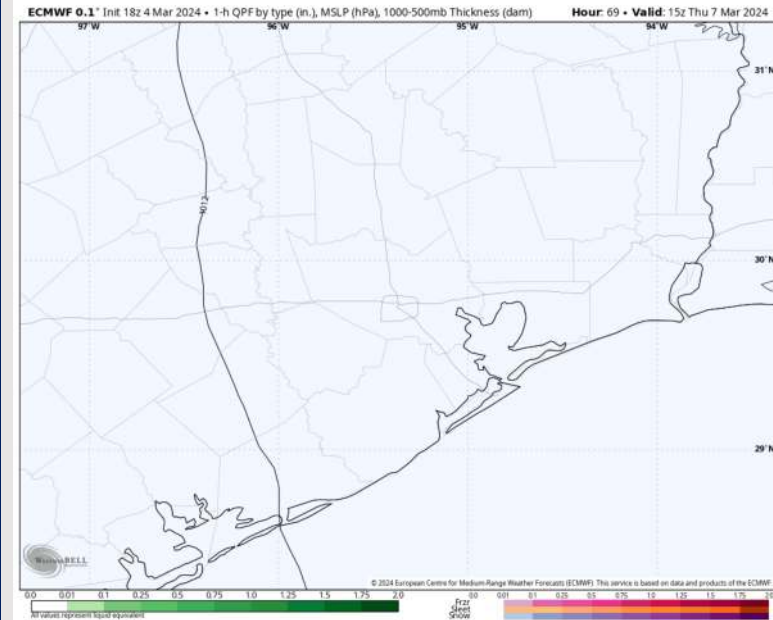 ECMWF 0.1° Init 18z 4 Mar 2024 • 1-h QPF by type (in.), MSLP (hPa), 1000-500mb Thickness (dam) Hour: 69 • Valid: 15z Thu 7 Mar 2024
97°W 96°W 95°W 94°W
31°N
1012
30°N
29°N
WeatherBELL
© 2024 European Centre for Medium-Range Weather Forecasts (ECMWF). This service is based on data and products of the ECMWF
0.0 0.01 0.1 0.25 0.5 0.75 1.0 1.25 1.5 1.75 2.0 0.0 0.01 0.1 0.25 0.5 0.75 1.0 1.25 1.5 1.75 2.0
All values represent liquid equivalent
Frzr
Sleet
Snow